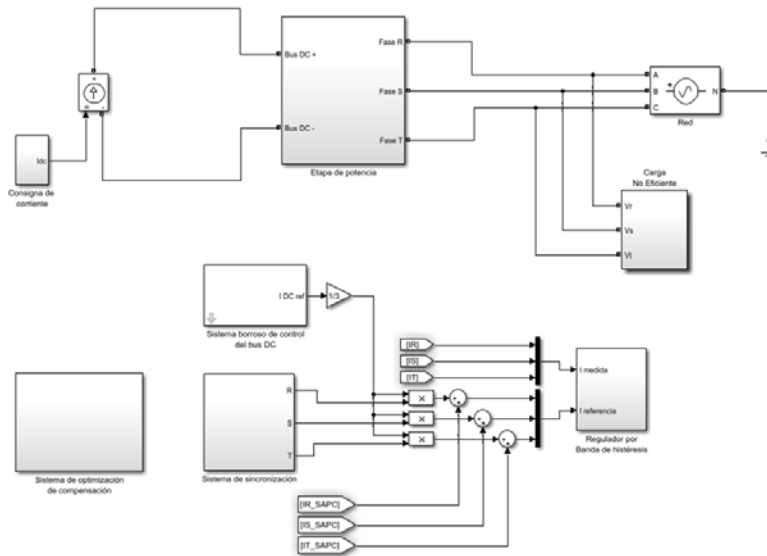 Bus DC +
Fase R
A
B
N
C
Red
Fase S
Idc
Consigna de
corriente
Bus DC -
Fase T
Etapa de potencia
Carga
No Eficiente
Vr
Vs
Vt
I DC ref
1/3
Sistema borroso de control
del bus DC
[IR]
[IS]
[IT]
I medida
I referencia
Regulador por
Banda de histéresis
R
S
T
×
×
×
Sistema de optimización
de compensación
Sistema de sincronización
[IR_SAPC]
[IS_SAPC]
[IT_SAPC]